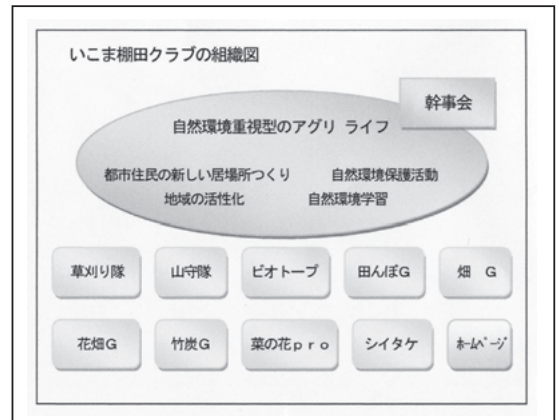 いこま棚田クラブの組織図
幹事会
自然環境重視型のアグリ ライフ
都市住民の新しい居場所つくり 自然環境保護活動
地域の活性化 自然環境学習
草刈り隊 山守隊 ビオトープ 田んぼG 畑 G
花畑G 竹炭G 菜の花pro シイタケ ﾎｰﾑﾍﾟｰｼﾞ